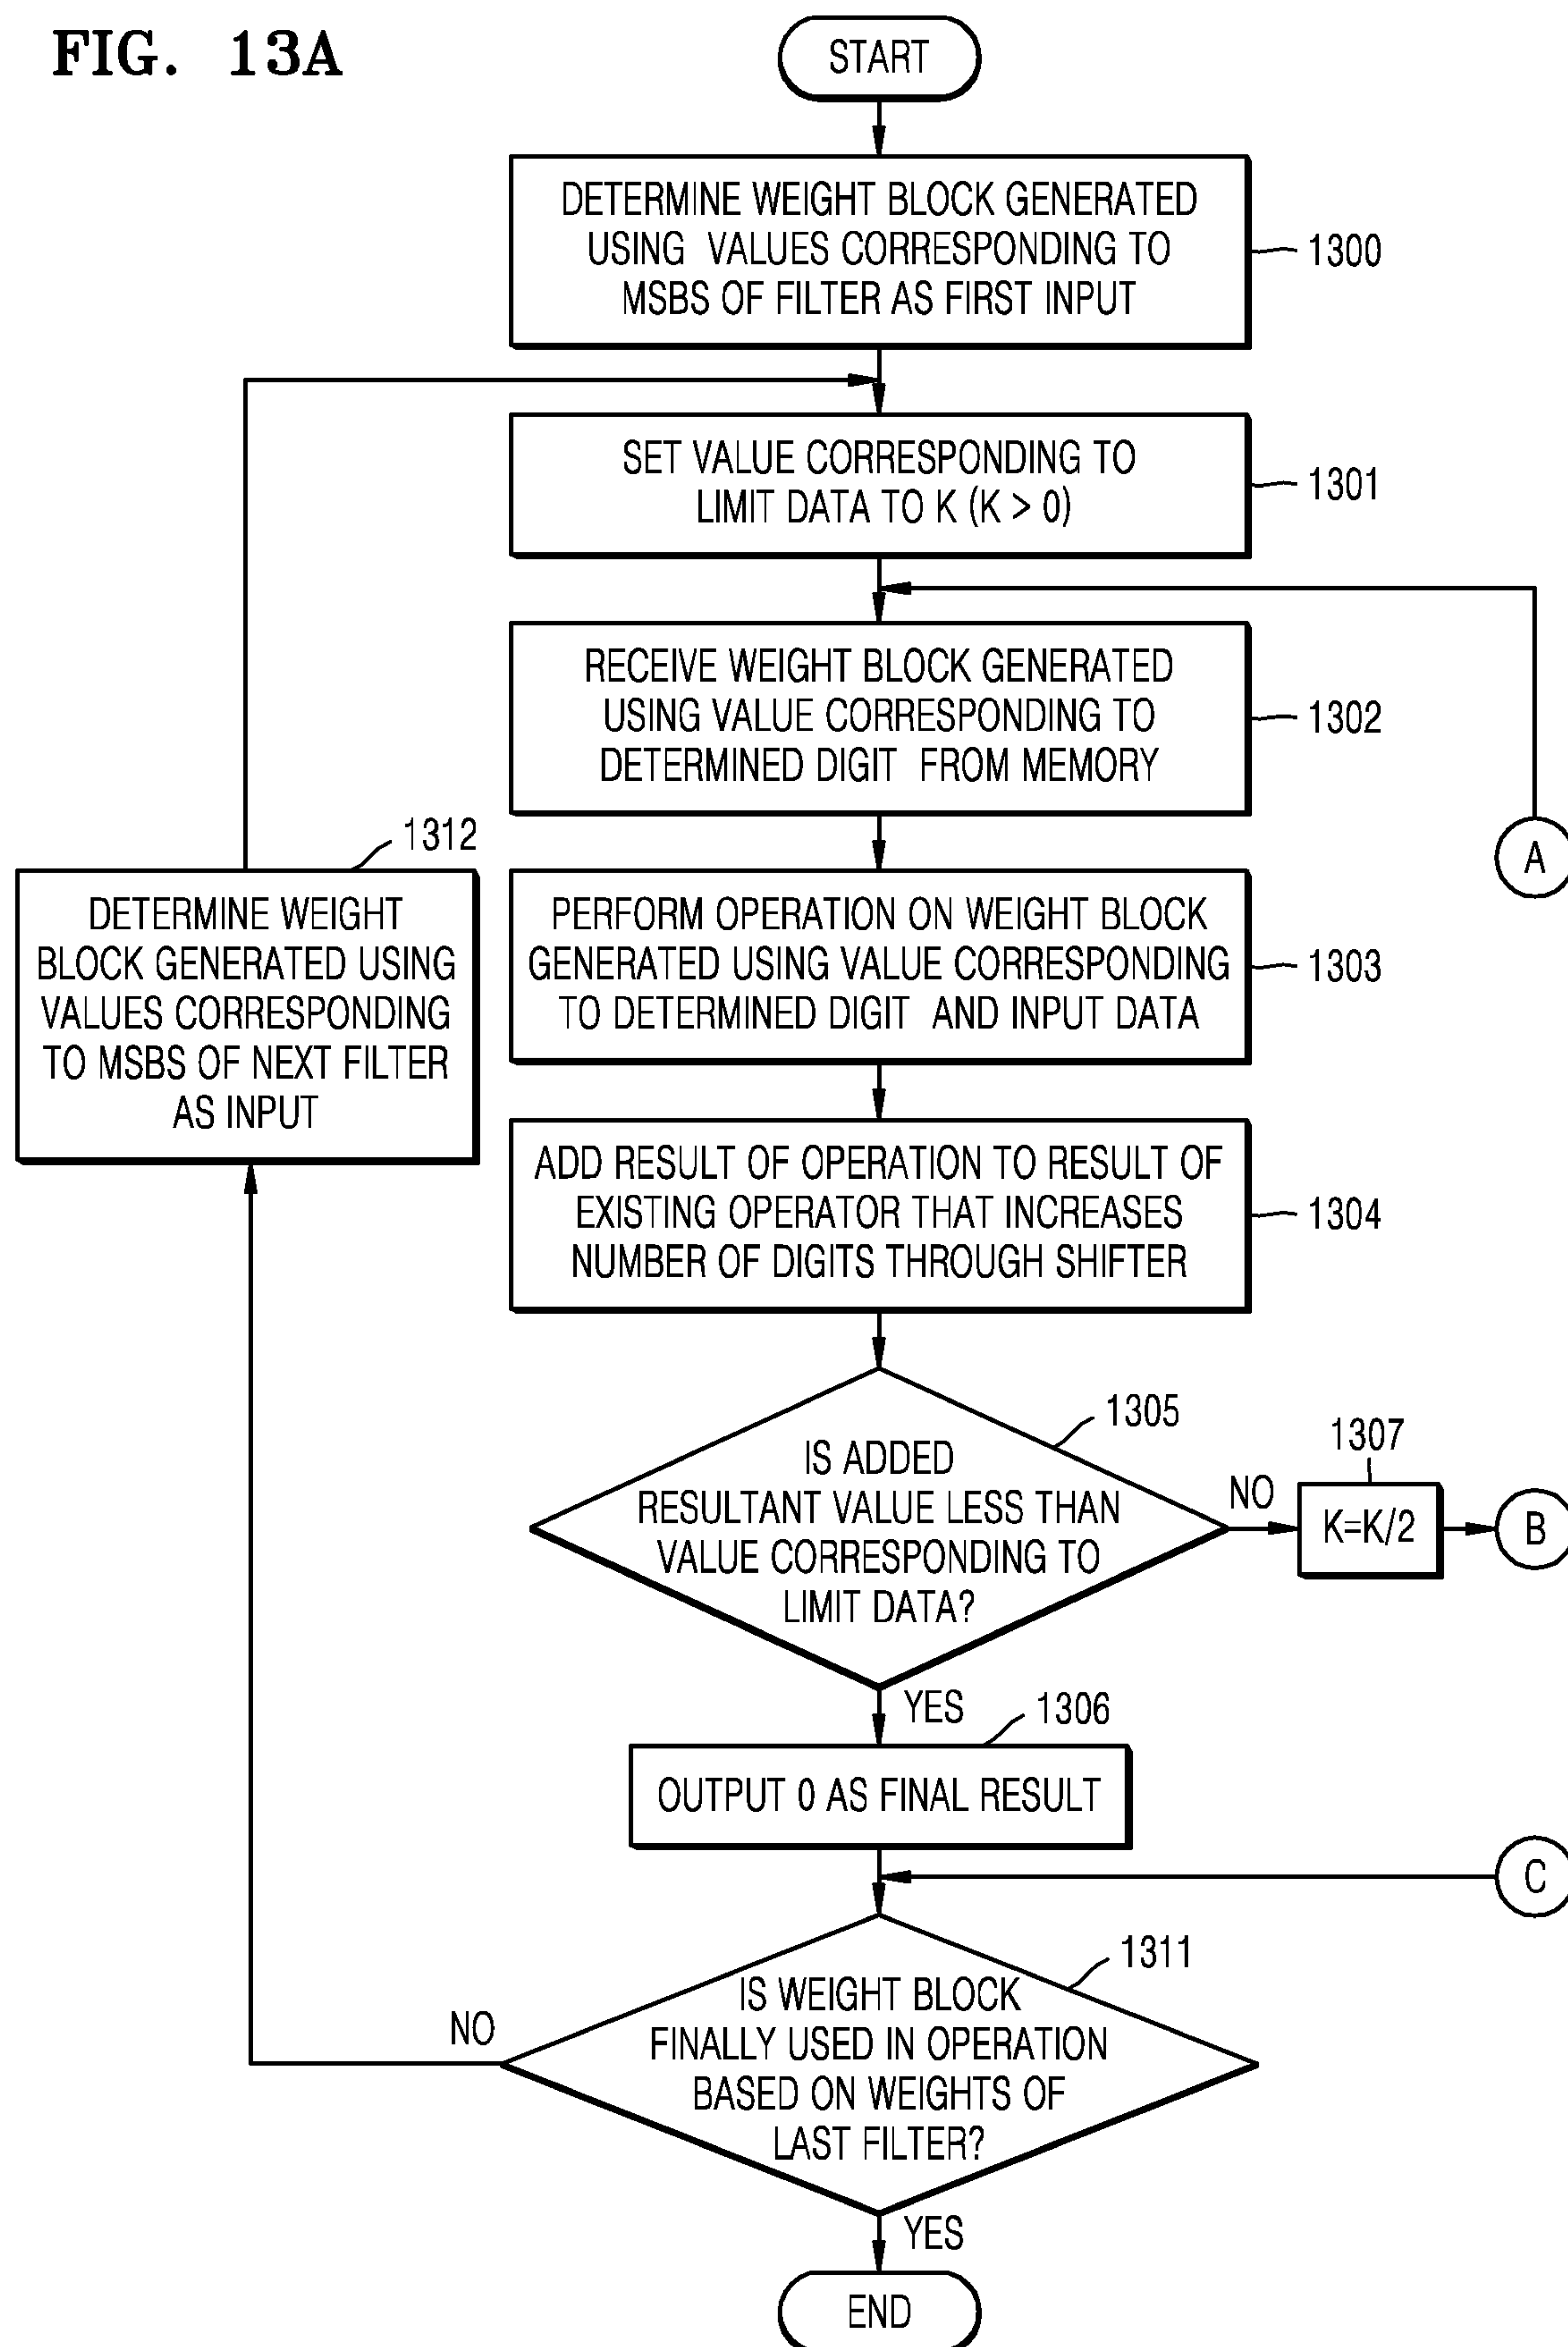 FIG. 13A
START
DETERMINE WEIGHT BLOCK GENERATED
USING VALUES CORRESPONDING TO
MSBS OF FILTER AS FIRST INPUT
1300
SET VALUE CORRESPONDING TO
LIMIT DATA TO K (K > 0)
1301
RECEIVE WEIGHT BLOCK GENERATED
USING VALUE CORRESPONDING TO
DETERMINED DIGIT FROM MEMORY
1302
A
1312
DETERMINE WEIGHT
BLOCK GENERATED USING
VALUES CORRESPONDING
TO MSBS OF NEXT FILTER
AS INPUT
PERFORM OPERATION ON WEIGHT BLOCK
GENERATED USING VALUE CORRESPONDING
TO DETERMINED DIGIT AND INPUT DATA
1303
ADD RESULT OF OPERATION TO RESULT OF
EXISTING OPERATOR THAT INCREASES
NUMBER OF DIGITS THROUGH SHIFTER
1304
1305
IS ADDED
RESULTANT VALUE LESS THAN
VALUE CORRESPONDING TO
LIMIT DATA?
NO
1307
K=K/2
B
YES
1306
OUTPUT 0 AS FINAL RESULT
C
1311
IS WEIGHT BLOCK
FINALLY USED IN OPERATION
BASED ON WEIGHTS OF
LAST FILTER?
NO
YES
END